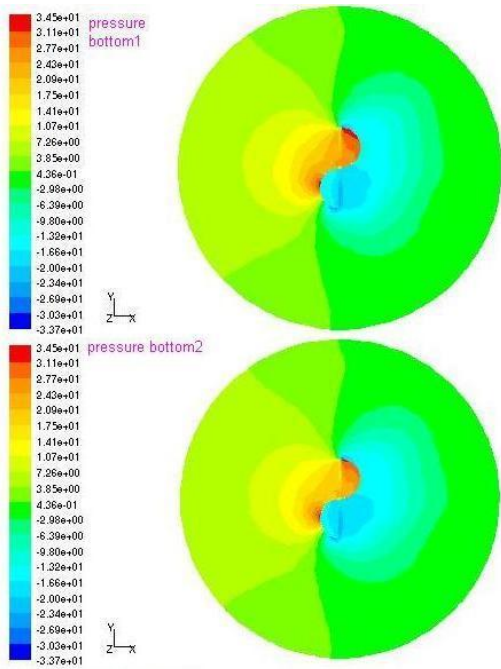 3.45e+01
3.11e+01
2.77e+01
2.43e+01
2.09e+01
1.75e+01
1.41e+01
1.07e+01
7.26e+00
3.85e+00
4.36e-01
-2.98e+00
-6.39e+00
-9.80e+00
-1.32e+01
-1.66e+01
-2.00e+01
-2.34e+01
-2.69e+01
-3.03e+01
-3.37e+01
pressure
bottom1
Y
Z X
pressure bottom2
3.45e+01
3.11e+01
2.77e+01
2.43e+01
2.09e+01
1.75e+01
1.41e+01
1.07e+01
7.26e+00
3.85e+00
4.36e-01
-2.98e+00
-6.39e+00
-9.80e+00
-1.32e+01
-1.66e+01
-2.00e+01
-2.34e+01
-2.69e+01
-3.03e+01
-3.37e+01
Y
Z X